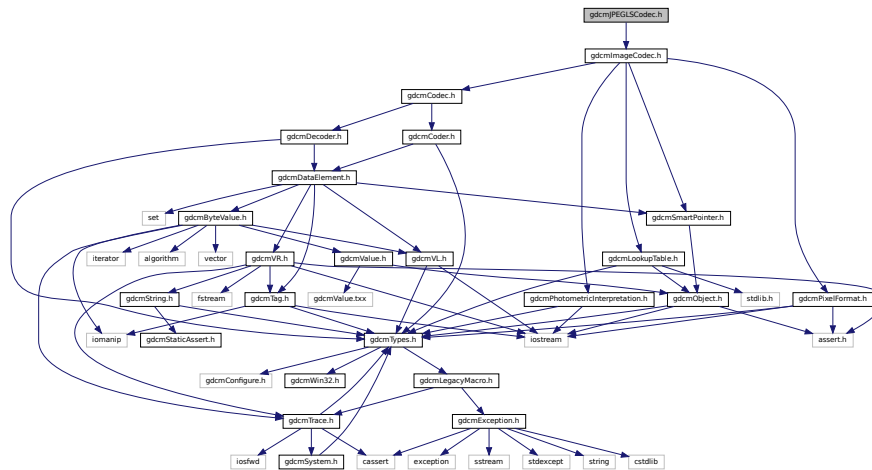 gdcmJPEGLSCodec.h
gdcmImageCodec.h
gdcmCodec.h
gdcmDecoder.h
gdcmCoder.h
gdcmDataElement.h
set
gdcmByteValue.h
gdcmSmartPointer.h
iterator
algorithm
vector
gdcmVR.h
gdcmValue.h
gdcmVL.h
gdcmLookupTable.h
gdcmString.h
fstream
gdcmTag.h
gdcmValue.txx
gdcmPhotometricInterpretation.h
gdcmObject.h
stdlib.h
gdcmPixelFormat.h
iomanip
gdcmStaticAssert.h
gdcmTypes.h
iostream
assert.h
gdcmConfigure.h
gdcmWin32.h
gdcmLegacyMacro.h
gdcmTrace.h
gdcmException.h
iosfwd
gdcmSystem.h
cassert
exception
sstream
stdexcept
string
cstdlib